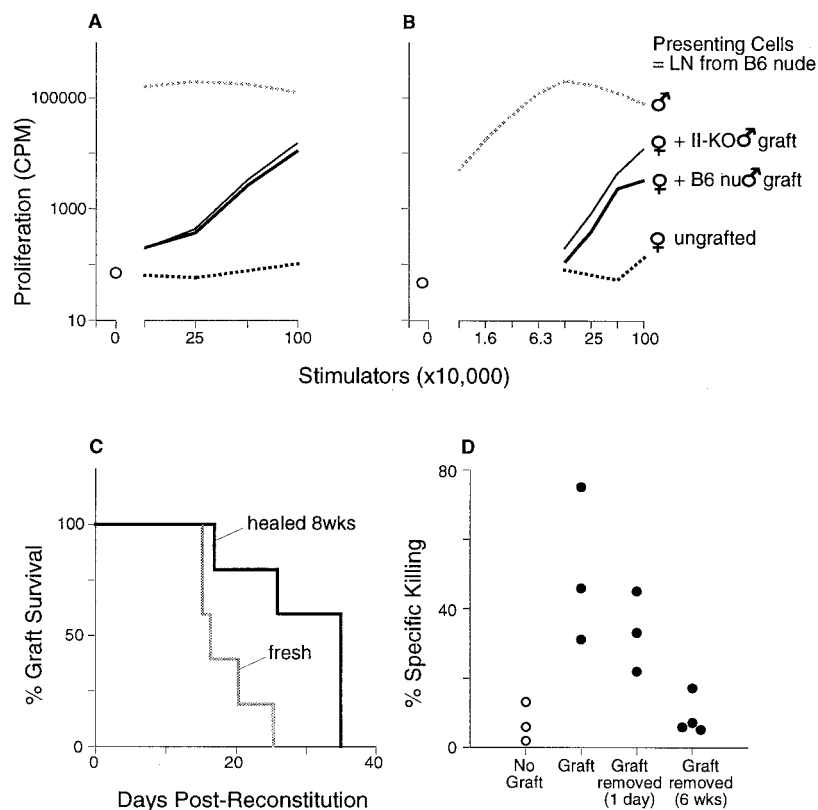 A
B
Presenting Cells
= LN from B6 nude
♂
♀ + II-KO♂ graft
♀ + B6 nu♂ graft
♀ ungrafted
Proliferation (CPM)
100000
1000
10
0
25
100
0
1.6
6.3
25
100
Stimulators (x10,000)
C
D
% Graft Survival
100
50
0
healed 8wks
fresh
0
20
40
Days Post-Reconstitution
% Specific Killing
80
40
0
No
Graft
Graft
Graft
removed
(1 day)
Graft
removed
(6 wks)